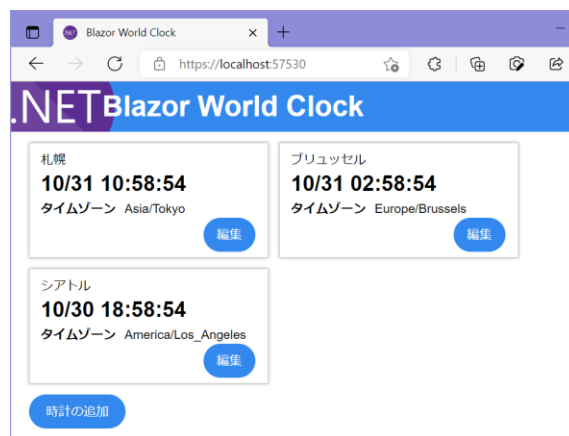 Blazor World Clock
https://localhost:57530
.NET Blazor World Clock
札幌
10/31 10:58:54
タイムゾーン Asia/Tokyo
編集
ブリュッセル
10/31 02:58:54
タイムゾーン Europe/Brussels
編集
シアトル
10/30 18:58:54
タイムゾーン America/Los_Angeles
編集
時計の追加